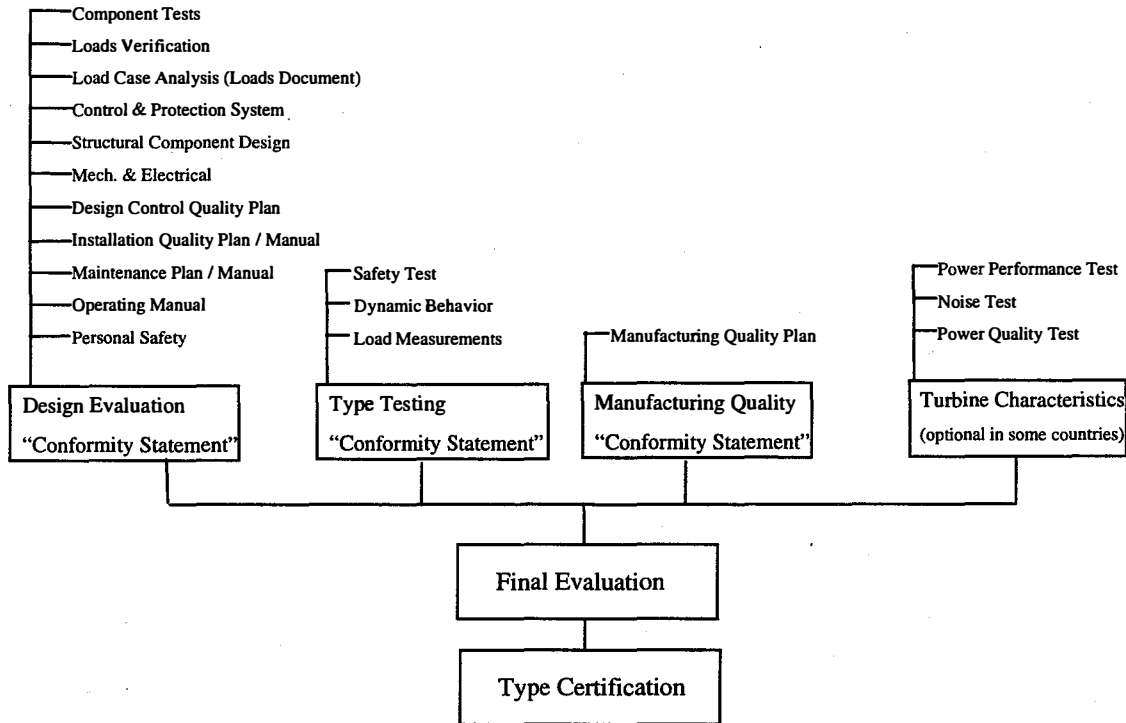 Component Tests
Loads Verification
Load Case Analysis (Loads Document)
Control & Protection System
Structural Component Design
Mech. & Electrical
Design Control Quality Plan
Installation Quality Plan / Manual
Maintenance Plan / Manual
Operating Manual
Personal Safety
Design Evaluation
“Conformity Statement”
Safety Test
Dynamic Behavior
Load Measurements
Type Testing
“Conformity Statement”
Manufacturing Quality Plan
Manufacturing Quality
“Conformity Statement”
Power Performance Test
Noise Test
Power Quality Test
Turbine Characteristics
(optional in some countries)
Final Evaluation
Type Certification